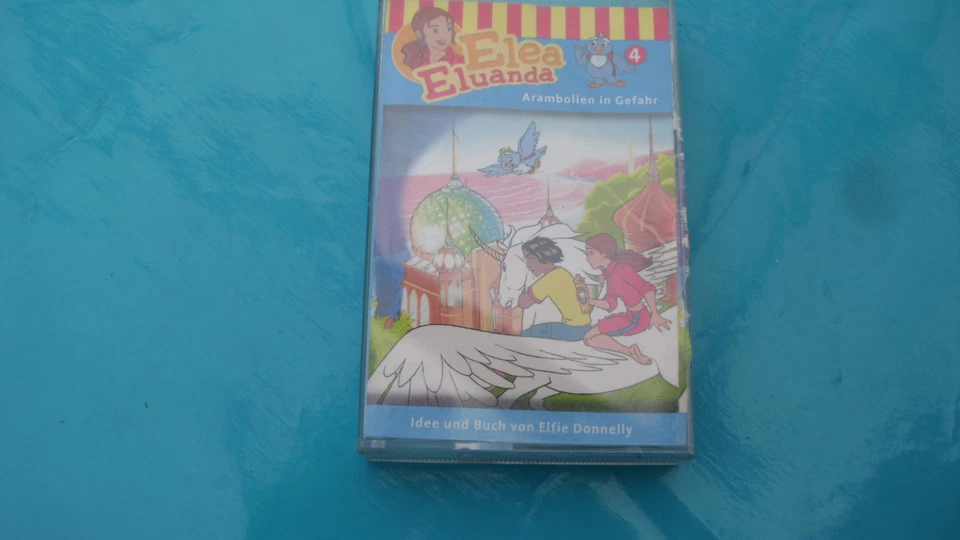 Elea
Eluanda
4
Arambolien in Gefahr
Idee und Buch von Elfie Donnelly